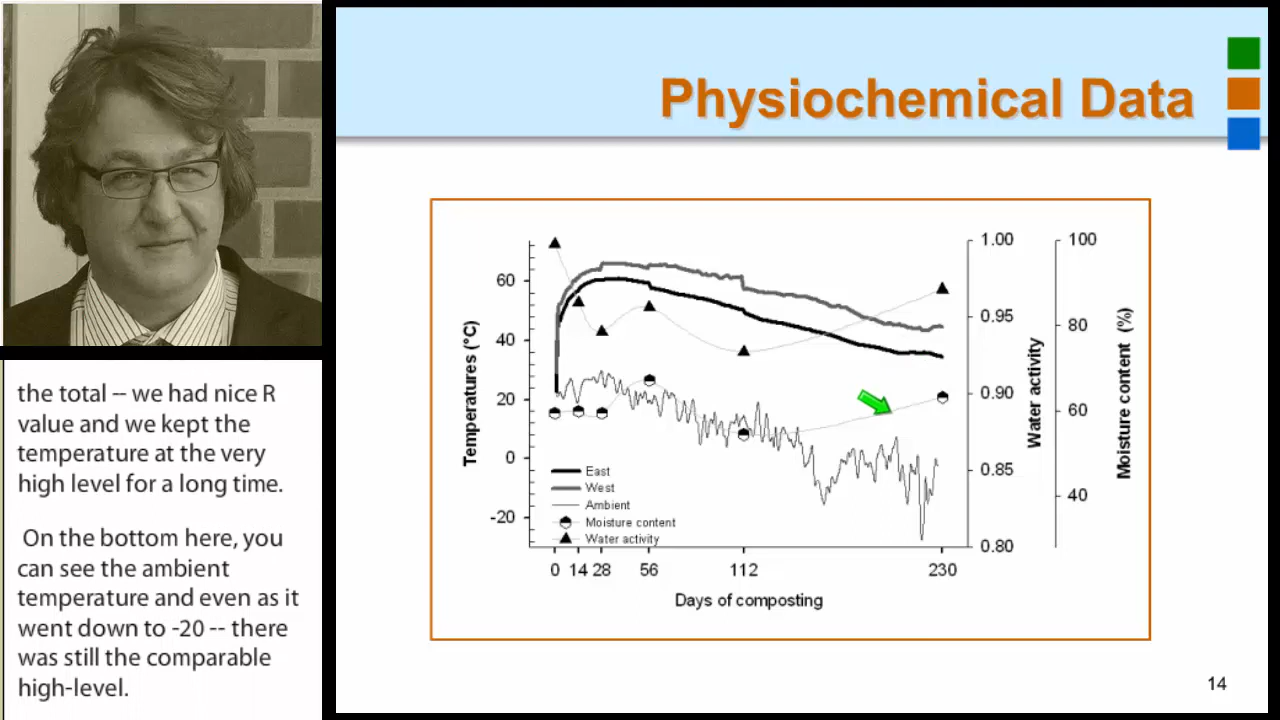 Physiochemical Data
the total -- we had nice R
value and we kept the
temperature at the very
high level for a long time.
On the bottom here, you
can see the ambient
temperature and even as it
went down to -20 -- there
was still the comparable
high-level.
Temperatures (°C)
60
40
20
0
-20
East
West
Ambient
Moisture content
Water activity
0 14 28 56 112 230
Days of composting
1.00
0.95
0.90
0.85
0.80
Water activity
100
80
60
40
Moisture content (%)
14